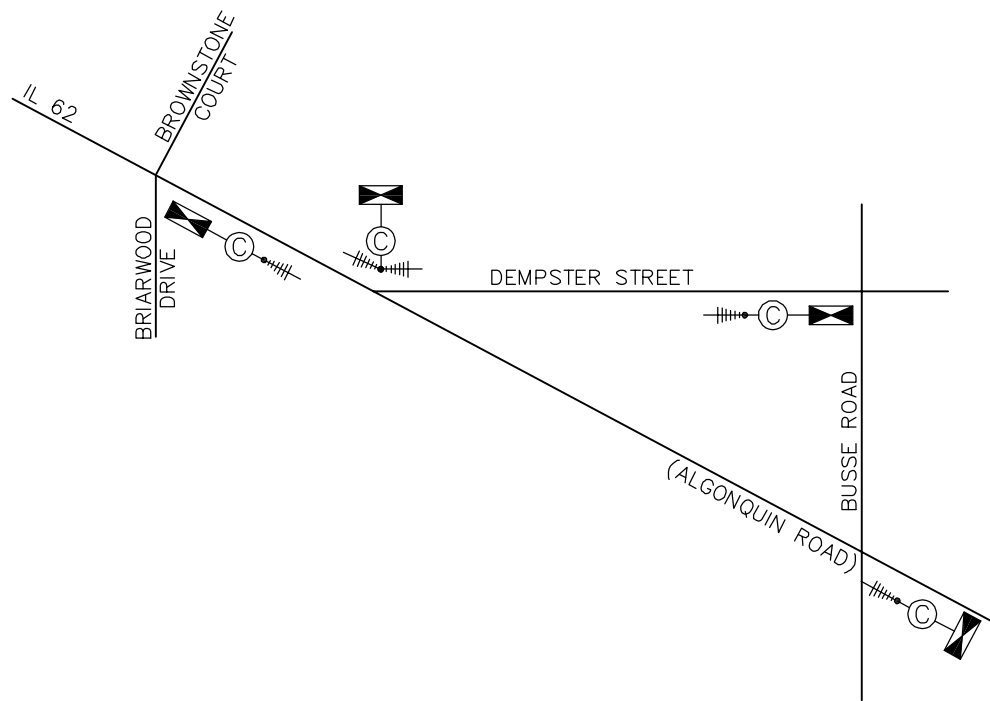 BROWNSTONE
COURT
IL 62
BRIARWOOD
DRIVE
C
C
DEMPSTER STREET
C
BUSSE ROAD
(ALGONQUIN ROAD)
C